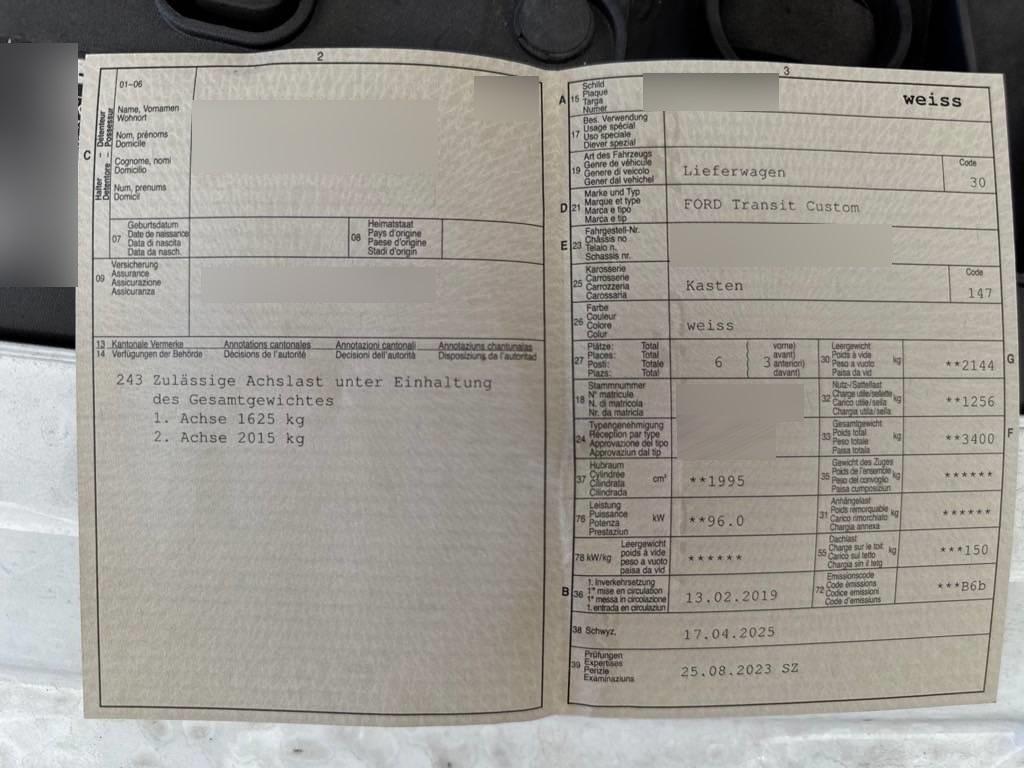 2
01-06
C
Halter – Détenteur
Detentore – Possessur
Name, Vornamen
Wohnort
Nom, prénoms
Domicile
Cognome, nomi
Domicilio
Num, prenums
Domicil
07
Geburtsdatum
Date de naissance
Data di nascita
Data da nasch.
08
Heimatstaat
Pays d'origine
Paese d'origine
Stadi d'origin
09
Versicherung
Assurance
Assicurazione
Assicuranza
13 Kantonale Vermerke Annotations cantonales Annotazioni cantonali Annotaziuns chantunalas
14 Verfügungen der Behörde Décisions de l'autorité Decisioni dell'autorità Disposiziuns da l'autoritad
243 Zulässige Achslast unter Einhaltung
des Gesamtgewichtes
1. Achse 1625 kg
2. Achse 2015 kg
3
A 15
Schild
Plaque
Targa
Numer
weiss
17
Bes. Verwendung
Usage spécial
Uso speciale
Diever spezial
19
Art des Fahrzeugs
Genre de véhicule
Genere di veicolo
Gener dal vehichel
Lieferwagen
Code
30
D 21
Marke und Typ
Marque et type
Marca e tipo
Marca e tip
FORD Transit Custom
E 23
Fahrgestell-Nr.
Châssis no
Telaio n.
Schassis nr.
25
Karosserie
Carrosserie
Carrozzeria
Carossaria
Kasten
Code
147
26
Farbe
Couleur
Colore
Colur
weiss
27
Plätze: Total
Places: Total
Posti: Totale
Plazs: Total
6
3
vorne)
avant)
anteriori)
davant)
30
Leergewicht
Poids à vide
Peso a vuoto
Paisa da vid
kg
**2144
G
18
Stammnummer
N° matricule
N. di matricola
Nr. da matricla
32
Nutz-/Sattellast
Charge utile/sellette
Carico utile/sella
Chargia utila/sella
kg
**1256
24
Typengenehmigung
Réception par type
Approvazione del tipo
Approvaziun dal tip
33
Gesamtgewicht
Poids total
Peso totale
Paisa totala
kg
**3400
F
37
Hubraum
Cylindrée
Cilindrata
Cilindrada
cm³
**1995
35
Gewicht des Zuges
Poids de l'ensemble
Peso del convoglio
Paisa cumposiziun
kg
******
76
Leistung
Puissance
Potenza
Prestaziun
kW
**96.0
31
Anhängelast
Poids remorquable
Carico rimorchiato
Chargia annexa
kg
******
78 kW/kg
Leergewicht
poids à vide
peso a vuoto
paisa da vid
******
55
Dachlast
Charge sur le toit
Carico sul tetto
Chargia sin il tetg
kg
***150
B 36
1. Inverkehrsetzung
1re mise en circulation
1a messa in circolazione
1. entrada en circulaziun
13.02.2019
72
Emissionscode
Code émissions
Codice emissioni
Code d'emissiuns
***B6b
38 Schwyz,
17.04.2025
39
Prüfungen
Expertises
Perizie
Examinaziuns
25.08.2023 SZ